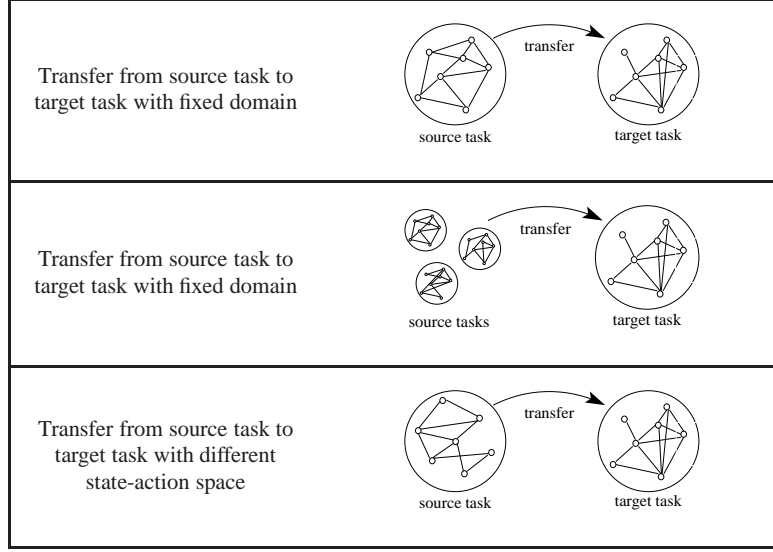 Transfer from source task to
target task with fixed domain
transfer
source task
target task
Transfer from source task to
target task with fixed domain
transfer
source tasks
target task
Transfer from source task to
target task with different
state-action space
transfer
source task
target task